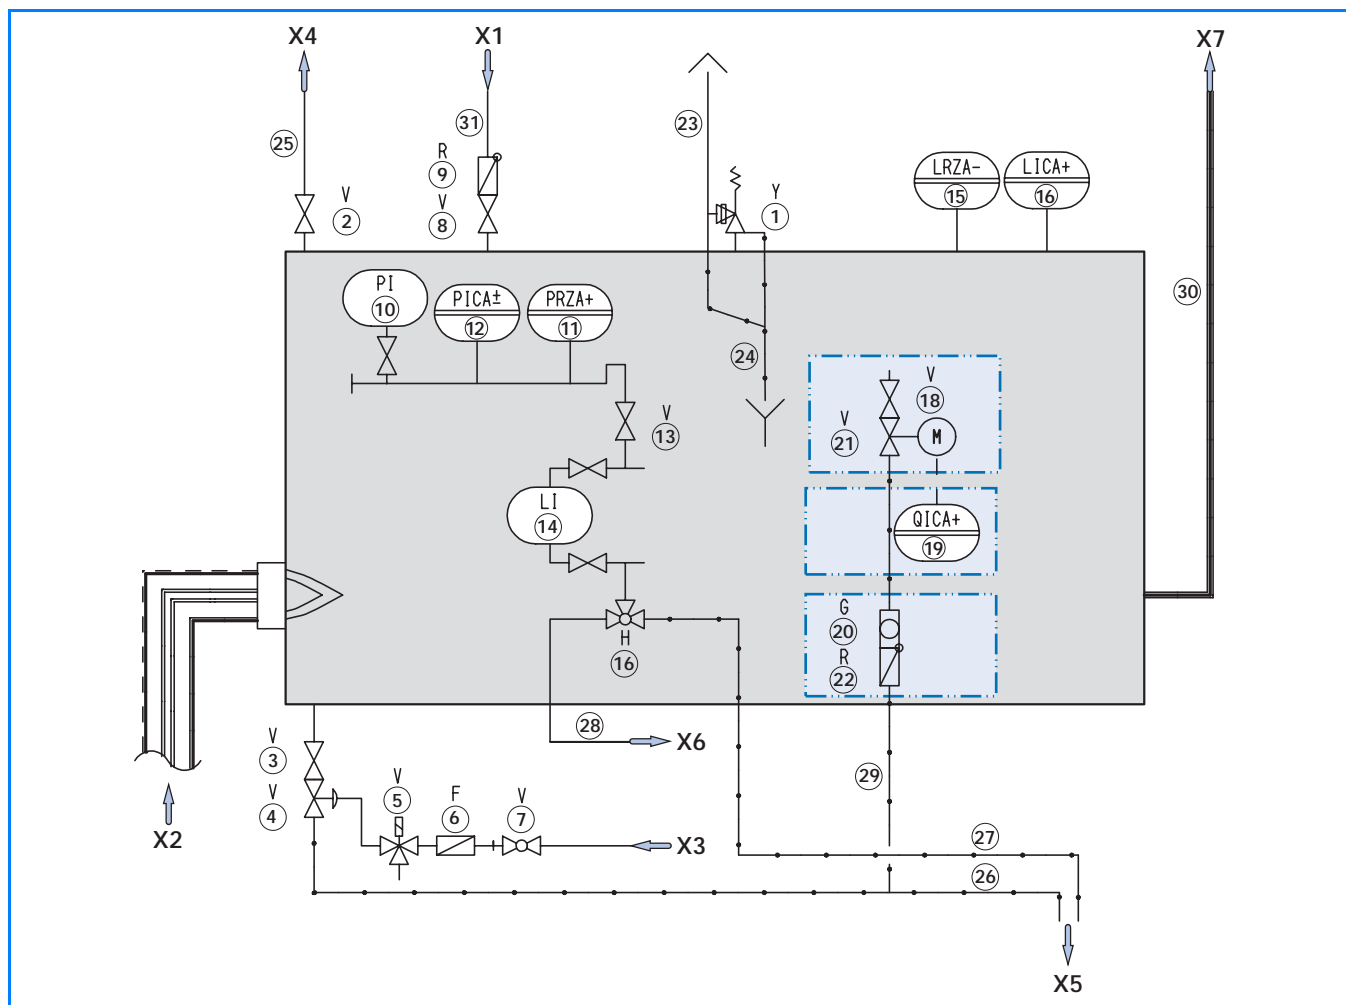 X4
X1
X7
25
31
23
R
9
V
8
V
2
Y
1
LRZA-
15
LICA+
16
PI
10
PICA±
12
PRZA+
11
30
24
V
13
V
18
V
21
M
LI
14
QICA+
19
G
20
R
22
H
16
28
X6
V
3
V
4
V
5
F
6
V
7
X3
X2
29
27
26
X5